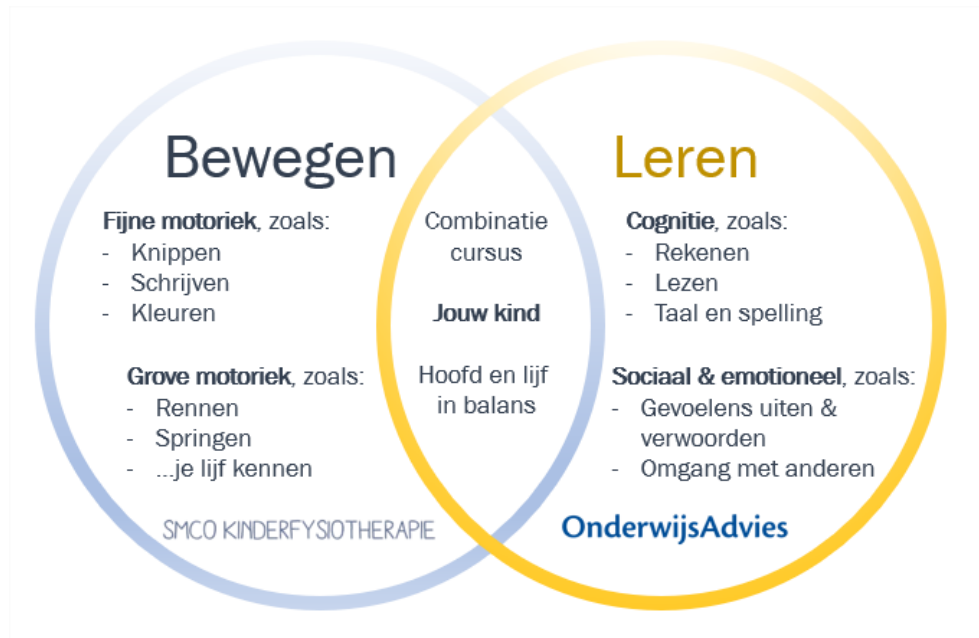 Bewegen
Fijne motoriek, zoals:
- Knippen
- Schrijven
- Kleuren
Grove motoriek, zoals:
- Rennen
- Springen
- ...je lijf kennen
SMCO KINDERFYSIOTHERAPIE
Combinatie
cursus
Jouw kind
Hoofd en lijf
in balans
Leren
Cognitie, zoals:
- Rekenen
- Lezen
- Taal en spelling
Sociaal & emotioneel, zoals:
- Gevoelens uiten &
verwoorden
- Omgang met anderen
OnderwijsAdvies